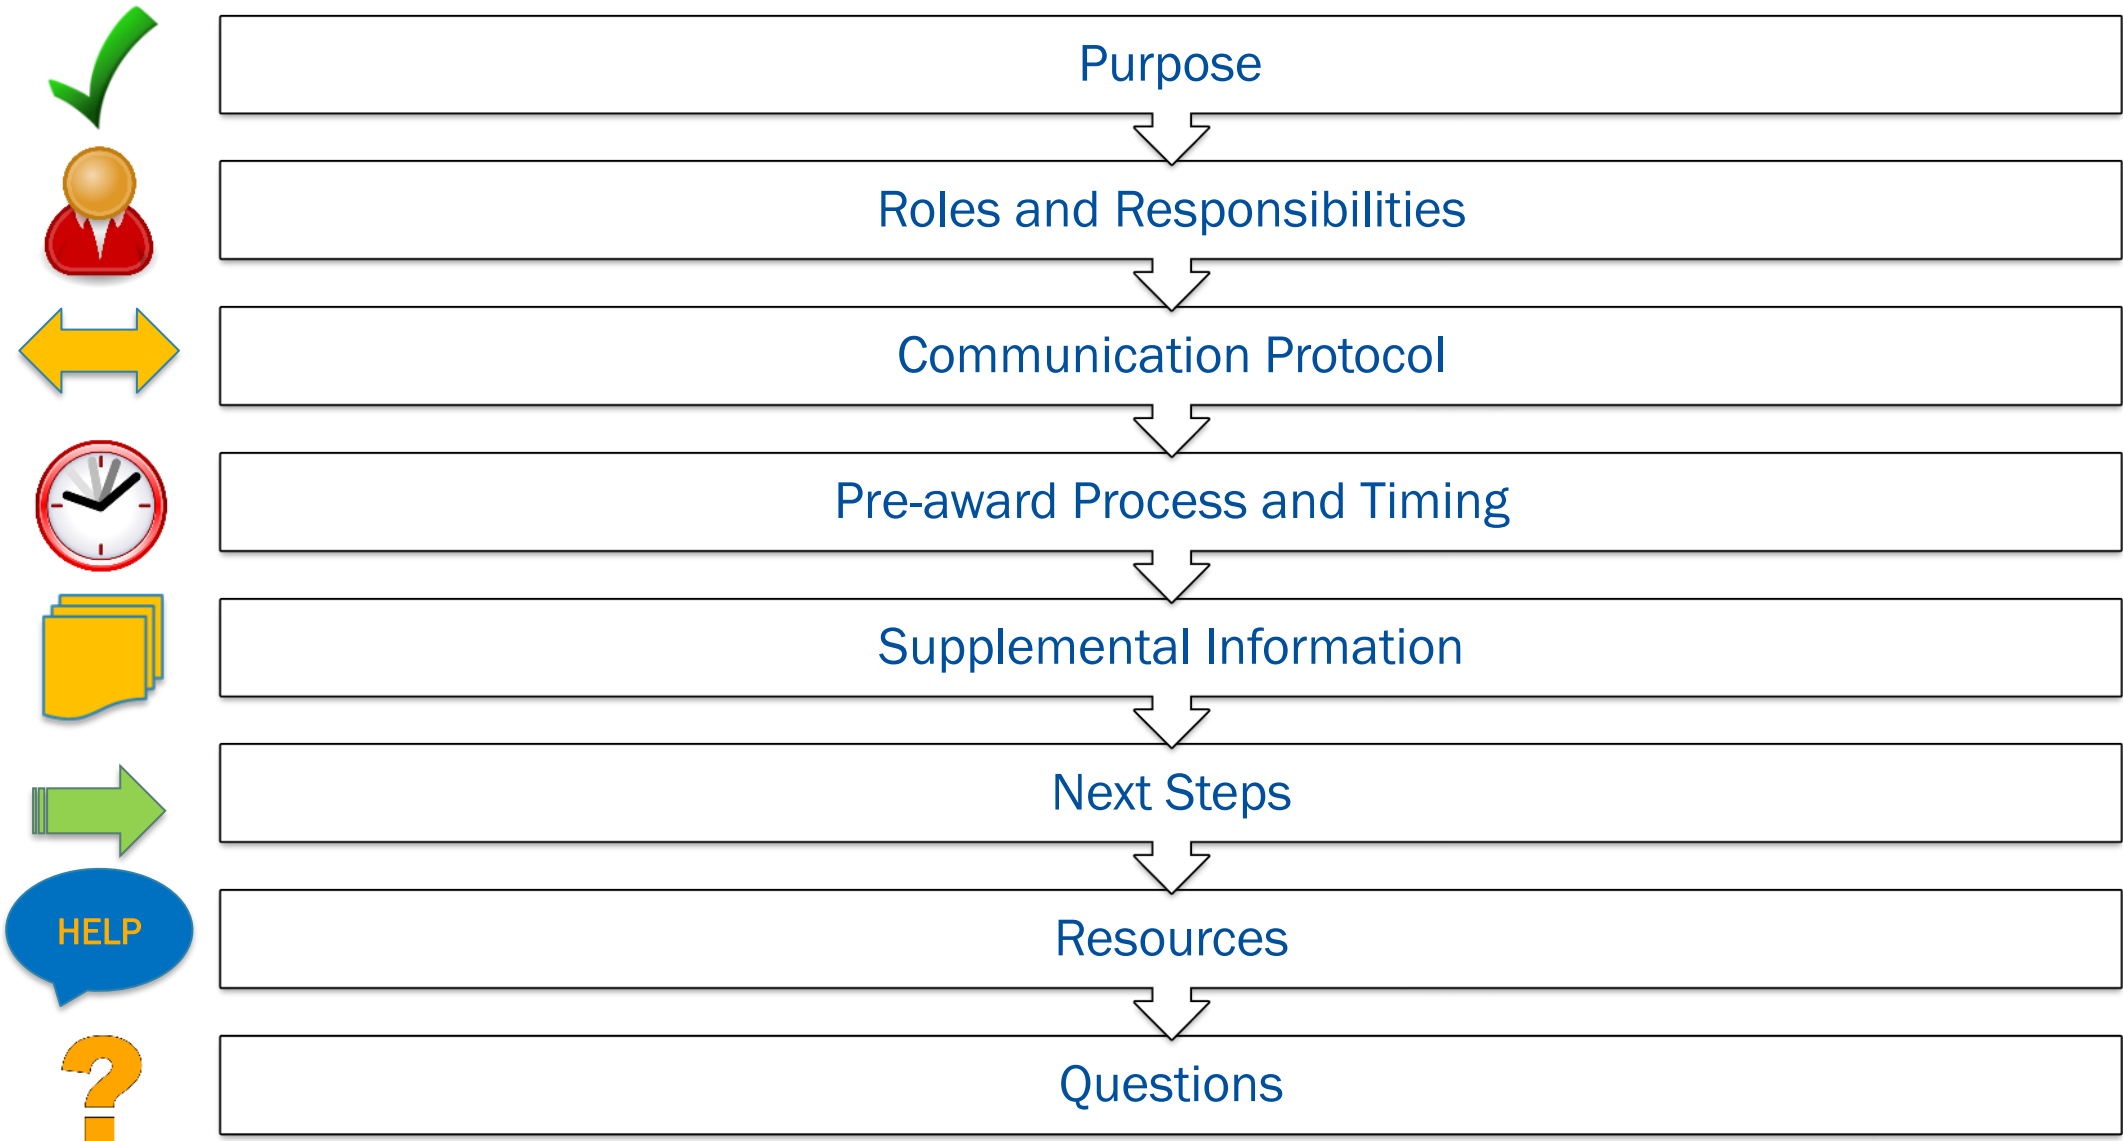 Purpose
Roles and Responsibilities
Communication Protocol
Pre-award Process and Timing
Supplemental Information
Next Steps
HELP
Resources
?
Questions